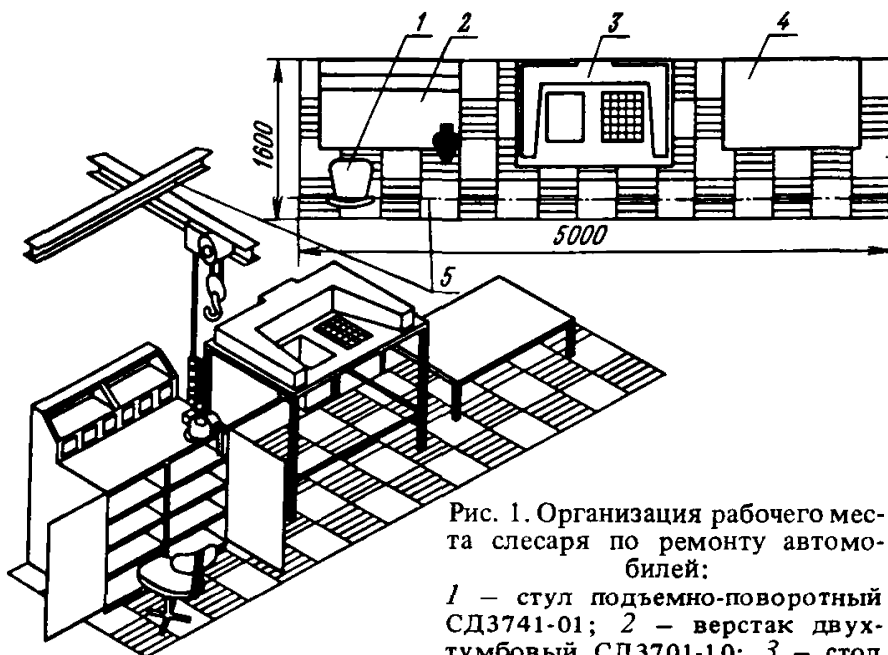 1
2
3
4
1600
5000
5
Рис. 1. Организация рабочего мес-
та слесаря по ремонту автомо-
билей:
1 — стул подъемно-поворотный
СД3741-01; 2 — верстак двух-
тумбовый СД3701-10; 3 — стол